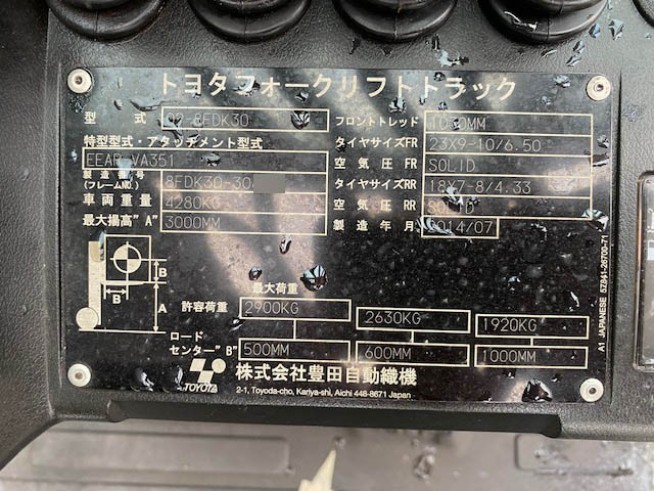 トヨタフォークリフトトラック
型式 02-8FDK30 フロントトレッド 1030MM
特型型式・アタッチメント型式 タイヤサイズFR 23X9-10/6.50
VA351 空気圧FR SOLID
製造番号(フレームNO.) 8FDK30-30 タイヤサイズRR 18X7-8/4.33
車両重量 4280KG 空気圧RR SOLID
最大揚高"A" 3000MM 製造年月 2014/07
B
B A
最大荷重
許容荷重 2900KG 2630KG 1920KG
ロードセンター"B" 500MM 600MM 1000MM
TOYOTA 株式会社豊田自動織機
2-1, Toyoda-cho, Kariya-shi, Aichi 448-8671 Japan
A1 JAPANESE 57841-26700-71